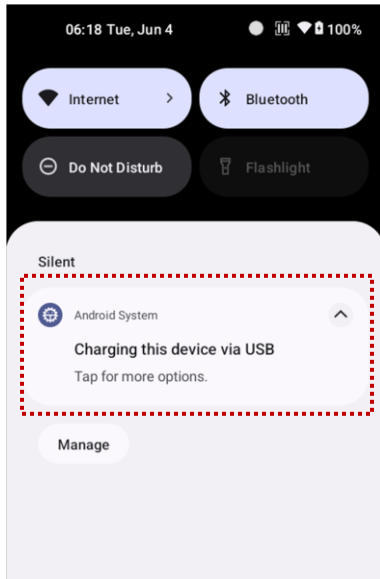 06:18 Tue, Jun 4 100%
Internet Bluetooth
Do Not Disturb Flashlight
Silent
Android System
Charging this device via USB
Tap for more options.
Manage